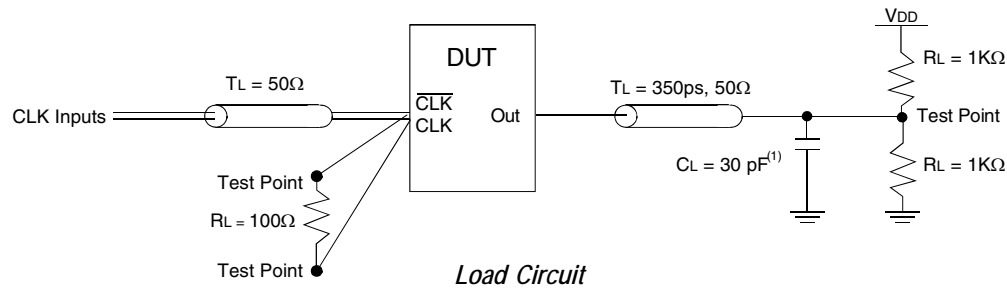 VDD
RL = 1KΩ
DUT
TL = 50Ω
TL = 350ps, 50Ω
CLK Inputs
CLK
CLK
Out
Test Point
CL = 30 pF(1)
RL = 1KΩ
Test Point
RL = 100Ω
Test Point
Load Circuit